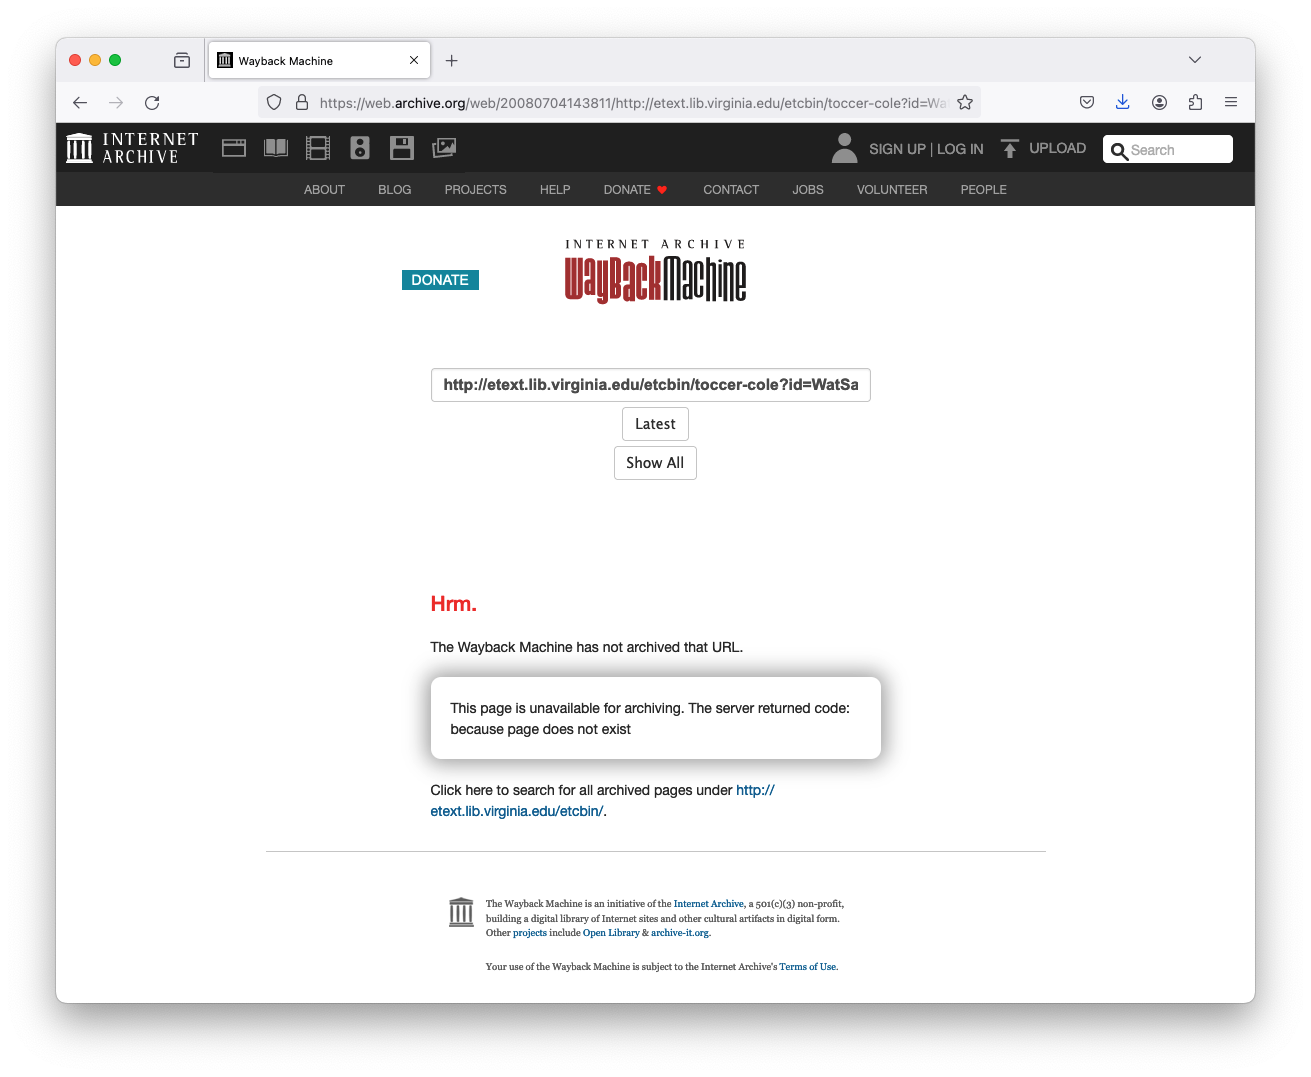 Wayback Machine
https://web.archive.org/web/20080704143811/http://etext.lib.virginia.edu/etcbin/toccer-cole?id=Wat
INTERNET
ARCHIVE
SIGN UP | LOG IN
UPLOAD
Search
ABOUT BLOG PROJECTS HELP DONATE CONTACT JOBS VOLUNTEER PEOPLE
INTERNET ARCHIVE
WayBackMachine
DONATE
http://etext.lib.virginia.edu/etcbin/toccer-cole?id=WatSa
Latest
Show All
Hrm.
The Wayback Machine has not archived that URL.
This page is unavailable for archiving. The server returned code:
because page does not exist
Click here to search for all archived pages under http://
etext.lib.virginia.edu/etcbin/.
The Wayback Machine is an initiative of the Internet Archive, a 501(c)(3) non-profit,
building a digital library of Internet sites and other cultural artifacts in digital form.
Other projects include Open Library & archive-it.org.
Your use of the Wayback Machine is subject to the Internet Archive's Terms of Use.